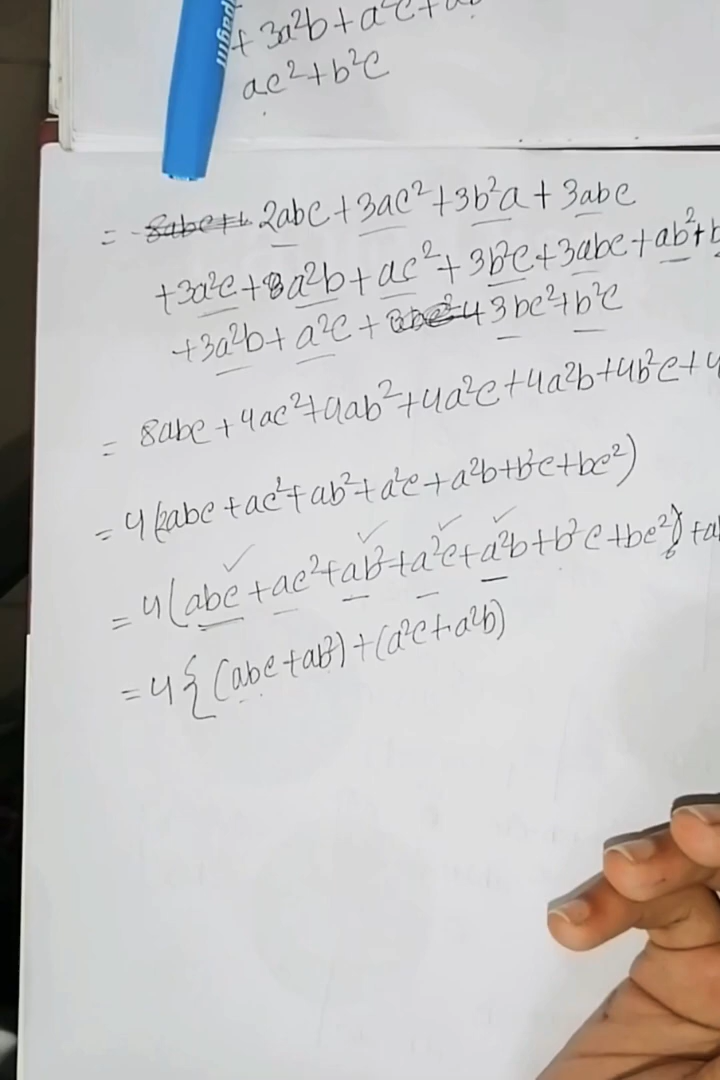 + 3a²b + a²c +
ac² + b²c
= 2abc + 3ac² + 3b²a + 3abc
+ 3a²c + 3a²b + ac² + 3b²c + 3abc + ab² + b
+ 3a²b + a²c + 3bc² + b²c
= 8abc + 4ac² + 4ab² + 4a²c + 4a²b + 4b²c + 4
= 4(2abc + ac² + ab² + a²c + a²b + b²c + bc²)
= 4(abc + ac² + ab² + a²c + a²b + b²c + bc²) + a
= 4{(abc + ab²) + (a²c + a²b)